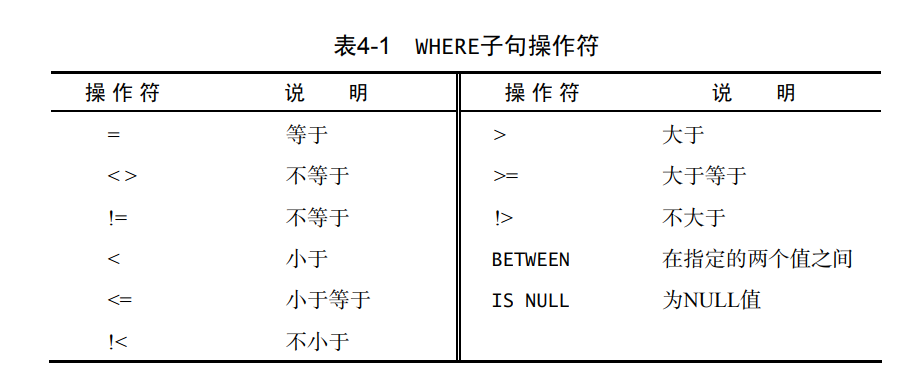 表4-1 WHERE子句操作符
操作符 说 明 操作符 说 明
= 等于 > 大于
<> 不等于 >= 大于等于
!= 不等于 !> 不大于
< 小于 BETWEEN 在指定的两个值之间
<= 小于等于 IS NULL 为NULL值
!< 不小于